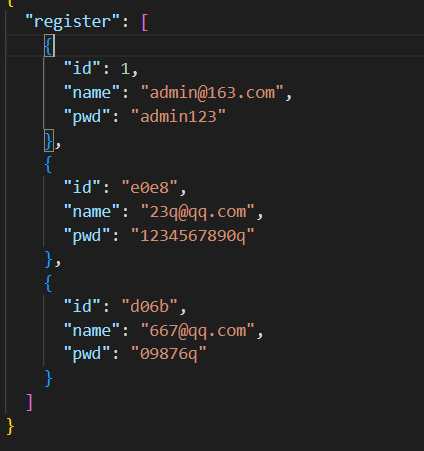 {
"register": [
{
"id": 1,
"name": "admin@163.com",
"pwd": "admin123"
},
{
"id": "e0e8",
"name": "23q@qq.com",
"pwd": "1234567890q"
},
{
"id": "d06b",
"name": "667@qq.com",
"pwd": "09876q"
}
]
}